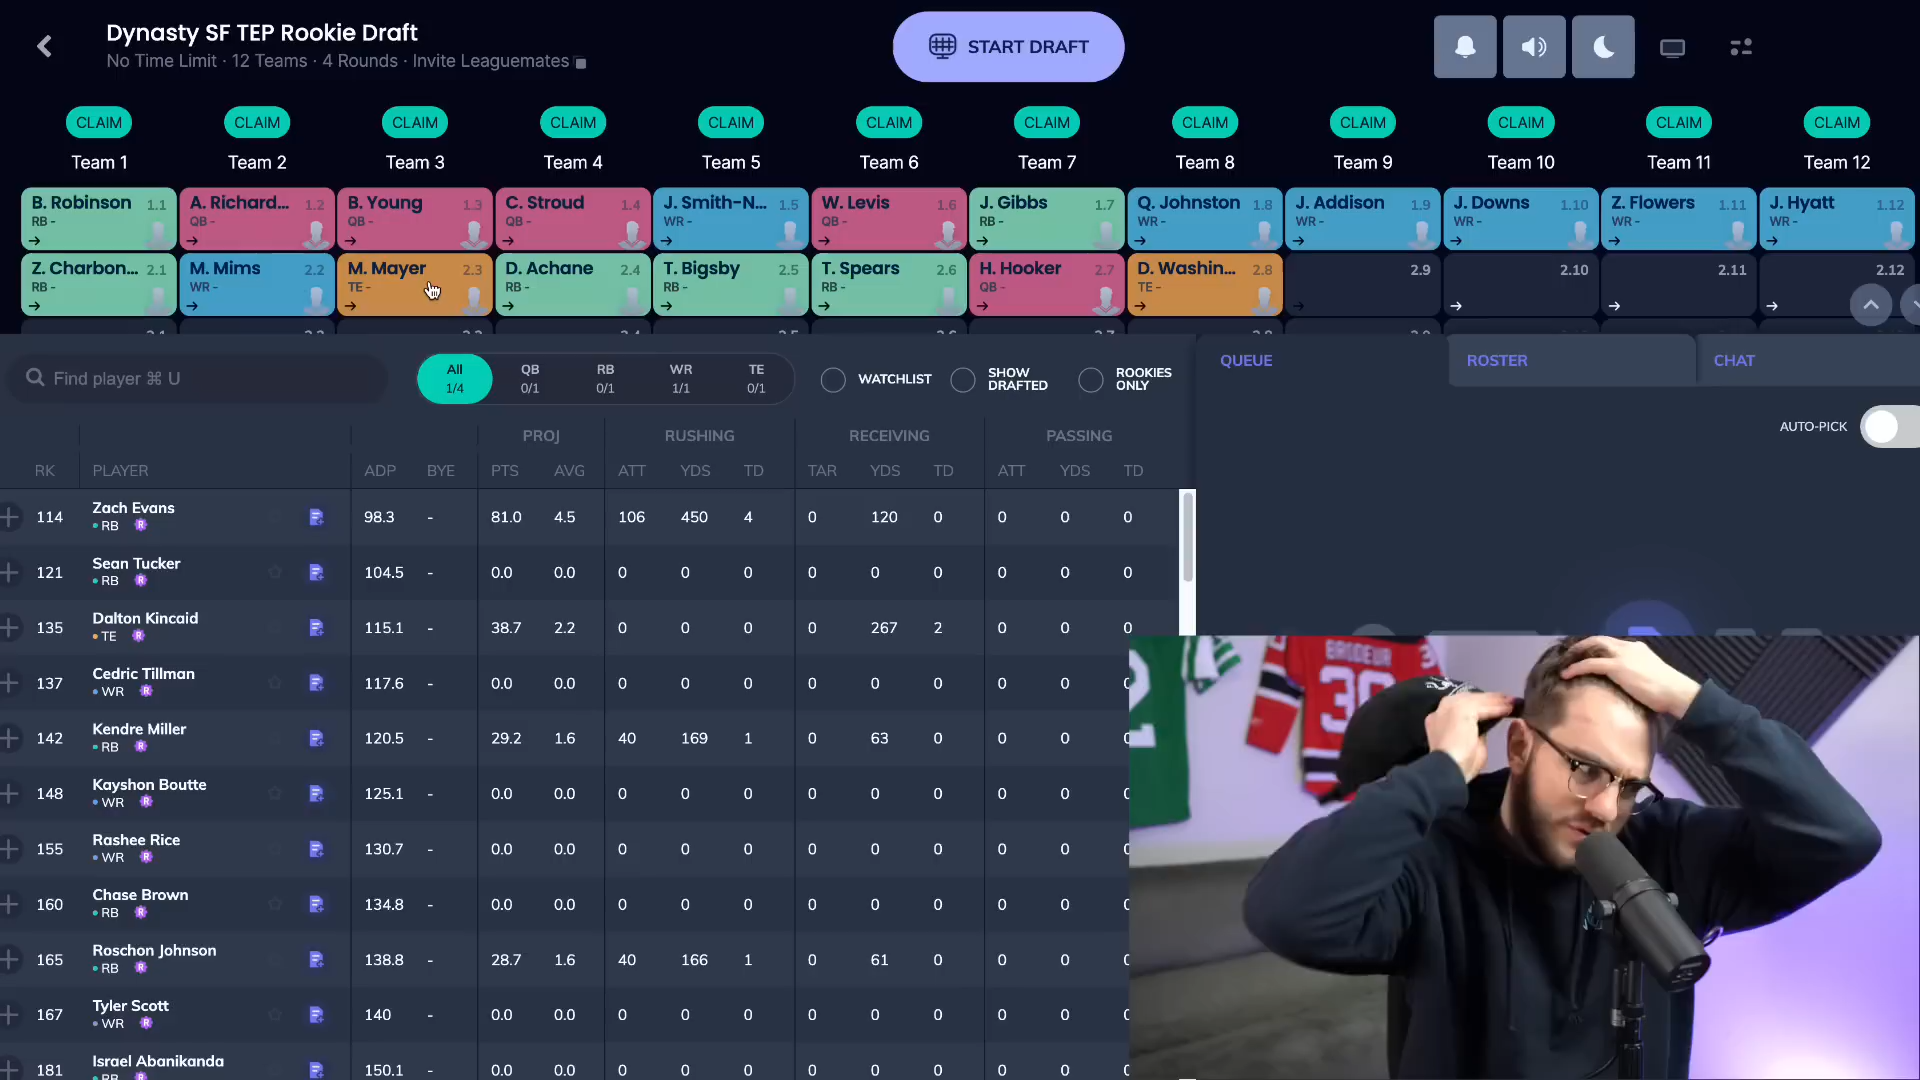 Dynasty SF TEP Rookie Draft
No Time Limit · 12 Teams · 4 Rounds · Invite Leaguemates
START DRAFT
CLAIM CLAIM CLAIM CLAIM CLAIM CLAIM CLAIM CLAIM CLAIM CLAIM CLAIM CLAIM
Team 1 Team 2 Team 3 Team 4 Team 5 Team 6 Team 7 Team 8 Team 9 Team 10 Team 11 Team 12
B. Robinson 1.1 A. Richard... 1.2 B. Young 1.3 C. Stroud 1.4 J. Smith-N... 1.5 W. Levis 1.6 J. Gibbs 1.7 Q. Johnston 1.8 J. Addison 1.9 J. Downs 1.10 Z. Flowers 1.11 J. Hyatt 1.12
RB - QB - QB - QB - WR - QB - RB - WR - WR - WR - WR - WR -
Z. Charbon... 2.1 M. Mims 2.2 M. Mayer 2.3 D. Achane 2.4 T. Bigsby 2.5 T. Spears 2.6 H. Hooker 2.7 D. Washin... 2.8 2.9 2.10 2.11 2.12
RB - WR - TE - RB - RB - RB - QB - TE -
Find player ⌘ U
All QB RB WR TE
1/4 0/1 0/1 1/1 0/1
WATCHLIST
SHOW DRAFTED
ROOKIES ONLY
QUEUE ROSTER CHAT
AUTO-PICK
PROJ RUSHING RECEIVING PASSING
RK PLAYER ADP BYE PTS AVG ATT YDS TD TAR YDS TD ATT YDS TD
114 Zach Evans 98.3 - 81.0 4.5 106 450 4 0 120 0 0 0 0
RB R
121 Sean Tucker 104.5 - 0.0 0.0 0 0 0 0 0 0 0 0 0
RB R
135 Dalton Kincaid 115.1 - 38.7 2.2 0 0 0 0 267 2 0 0 0
TE R
137 Cedric Tillman 117.6 - 0.0 0.0 0 0 0 0 0 0 0 0
WR R
142 Kendre Miller 120.5 - 29.2 1.6 40 169 1 0 63 0 0 0
RB R
148 Kayshon Boutte 125.1 - 0.0 0.0 0 0 0 0 0 0 0 0
WR R
155 Rashee Rice 130.7 - 0.0 0.0 0 0 0 0 0 0 0 0
WR R
160 Chase Brown 134.8 - 0.0 0.0 0 0 0 0 0 0 0 0
RB R
165 Roschon Johnson 138.8 - 28.7 1.6 40 166 1 0 61 0 0 0
RB R
167 Tyler Scott 140 - 0.0 0.0 0 0 0 0 0 0 0 0
WR R
181 Israel Abanikanda 150.1 - 0.0 0.0 0 0 0 0 0 0 0 0
RB
BRODEUR
30